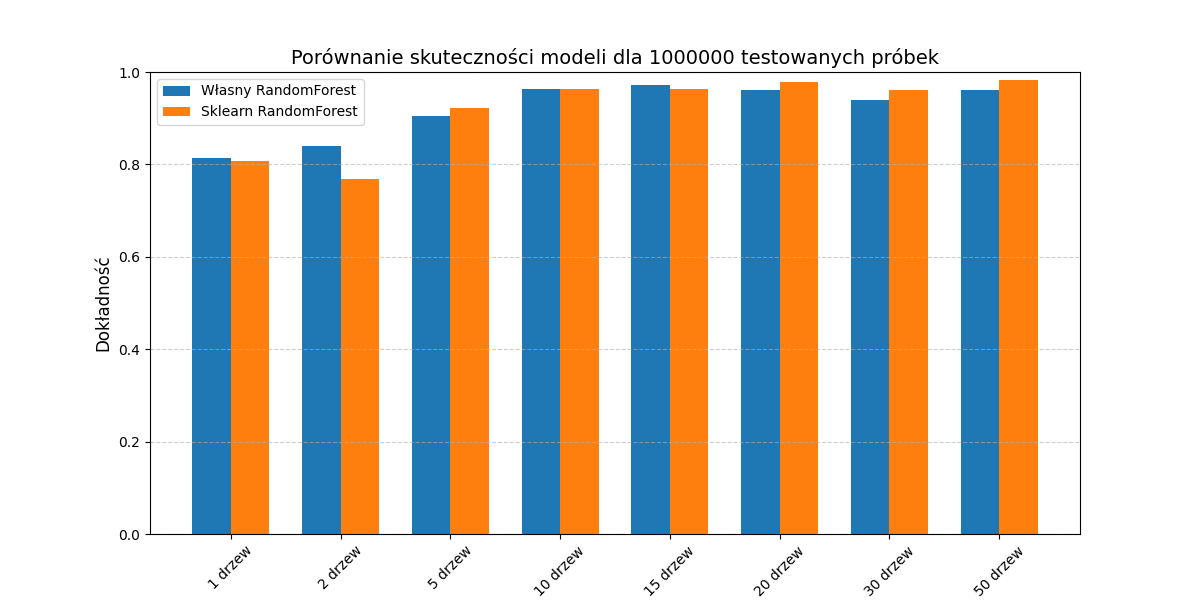 Porównanie skuteczności modeli dla 1000000 testowanych próbek
Własny RandomForest
Sklearn RandomForest
Dokładność
1.0
0.8
0.6
0.4
0.2
0.0
1 drzew
2 drzew
5 drzew
10 drzew
15 drzew
20 drzew
30 drzew
50 drzew